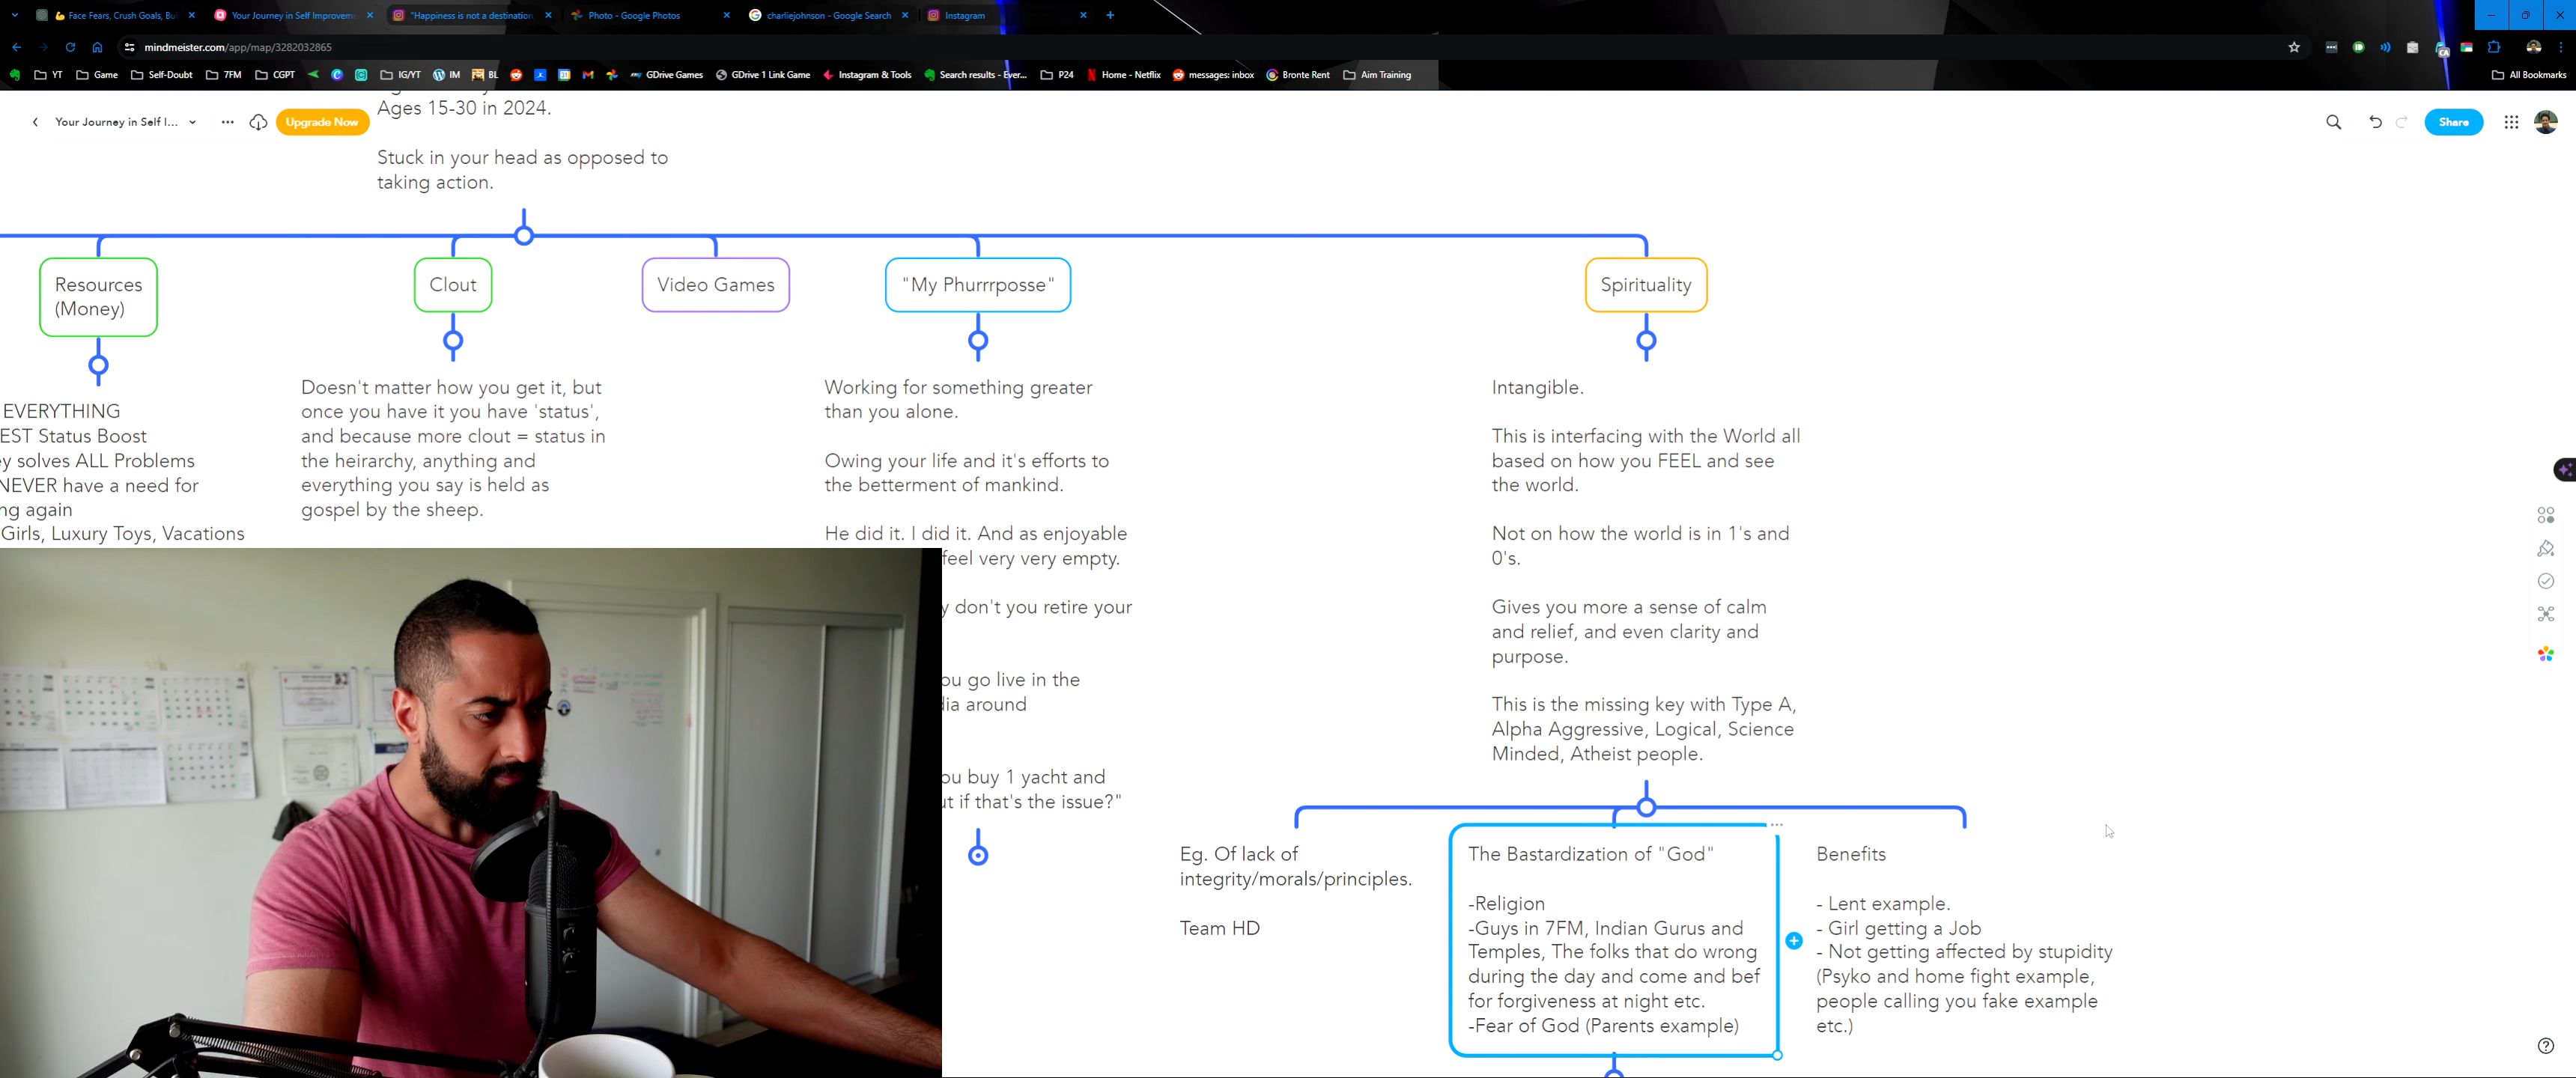 Face Fears, Crush Goals, Bui
Your Journey in Self Improveme
"Happiness is not a destination
Photo - Google Photos
charliejohnson - Google Search
Instagram
mindmeister.com/app/map/3282032865
YT
Game
Self-Doubt
7FM
CGPT
IG/YT
IM
BL
GDrive Games
GDrive 1 Link Game
Instagram & Tools
Search results - Ever...
P24
Home - Netflix
messages: inbox
Bronte Rent
Aim Training
All Bookmarks
Your Journey in Self I...
Upgrade Now
Share
Ages 15-30 in 2024.
Stuck in your head as opposed to
taking action.
Resources
(Money)
Clout
Video Games
"My Phurrrposse"
Spirituality
EVERYTHING
EST Status Boost
y solves ALL Problems
NEVER have a need for
ng again
Girls, Luxury Toys, Vacations
Doesn't matter how you get it, but
once you have it you have 'status',
and because more clout = status in
the heirarchy, anything and
everything you say is held as
gospel by the sheep.
Working for something greater
than you alone.
Owing your life and it's efforts to
the betterment of mankind.
He did it. I did it. And as enjoyable
feel very very empty.
y don't you retire your
ou go live in the
dia around
ou buy 1 yacht and
ut if that's the issue?"
Intangible.
This is interfacing with the World all
based on how you FEEL and see
the world.
Not on how the world is in 1's and
0's.
Gives you more a sense of calm
and relief, and even clarity and
purpose.
This is the missing key with Type A,
Alpha Aggressive, Logical, Science
Minded, Atheist people.
Eg. Of lack of
integrity/morals/principles.
Team HD
The Bastardization of "God"
-Religion
-Guys in 7FM, Indian Gurus and
Temples, The folks that do wrong
during the day and come and bef
for forgiveness at night etc.
-Fear of God (Parents example)
Benefits
- Lent example.
- Girl getting a Job
- Not getting affected by stupidity
(Psyko and home fight example,
people calling you fake example
etc.)